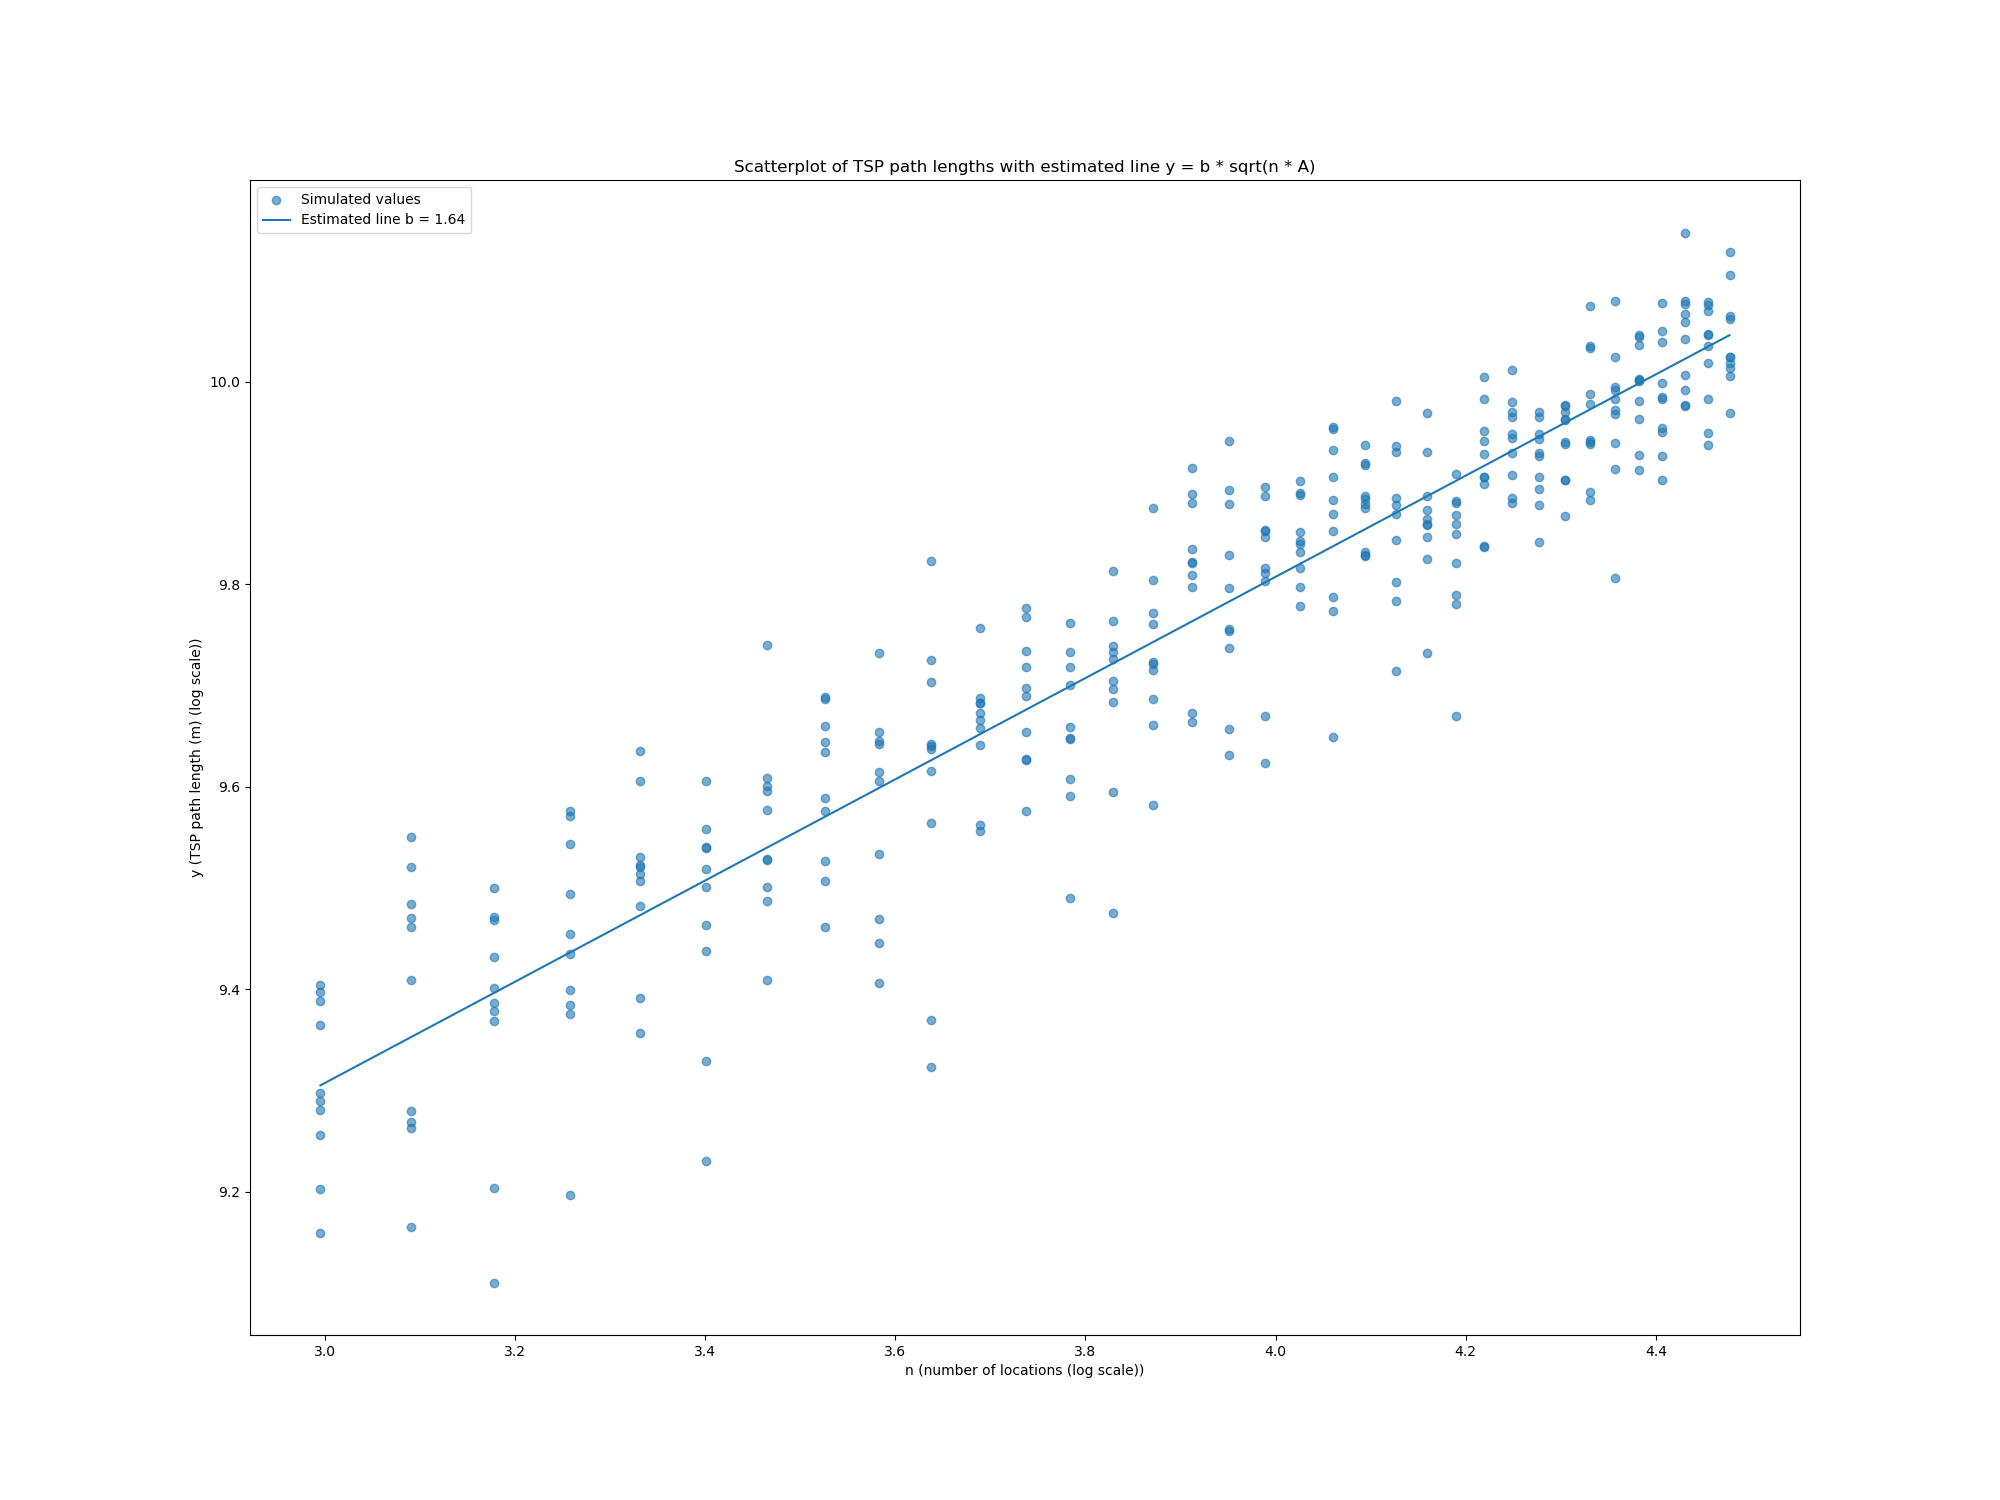 Scatterplot of TSP path lengths with estimated line y = b * sqrt(n * A)
Simulated values
Estimated line b = 1.64
10.0
9.8
9.6
9.4
9.2
y (TSP path length (m) (log scale))
3.0 3.2 3.4 3.6 3.8 4.0 4.2 4.4
n (number of locations (log scale))